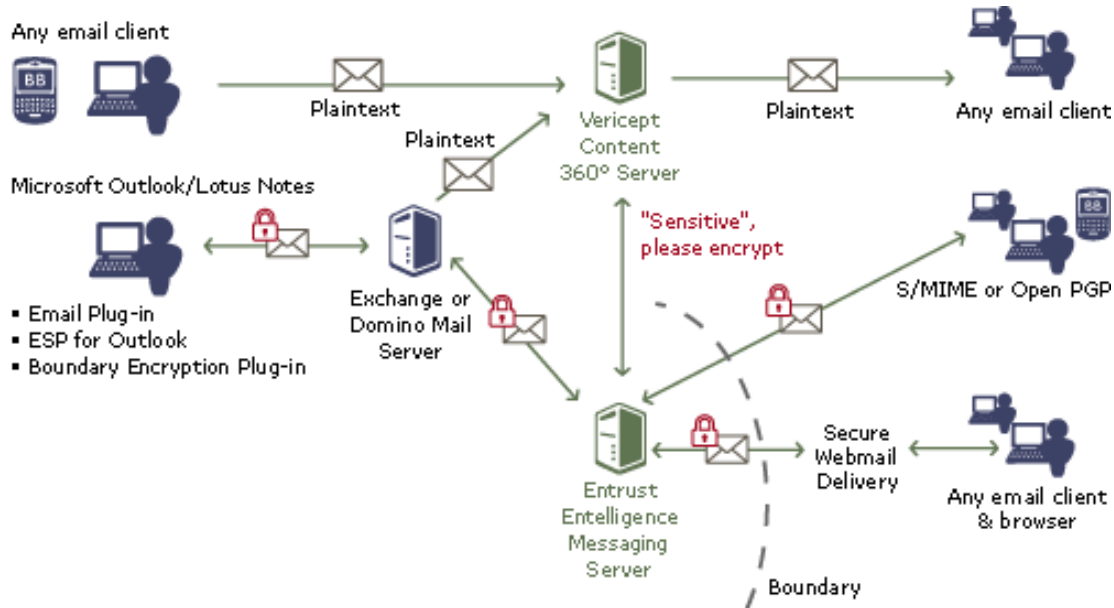 Any email client
BB
Plaintext
Plaintext
Vericept
Content
360° Server
Plaintext
Any email client
Microsoft Outlook/Lotus Notes
▪ Email Plug-in
▪ ESP for Outlook
▪ Boundary Encryption Plug-in
Exchange or
Domino Mail
Server
"Sensitive",
please encrypt
BB
S/MIME or Open PGP
Entrust
Entelligence
Messaging
Server
Secure
Webmail
Delivery
Any email client
& browser
Boundary